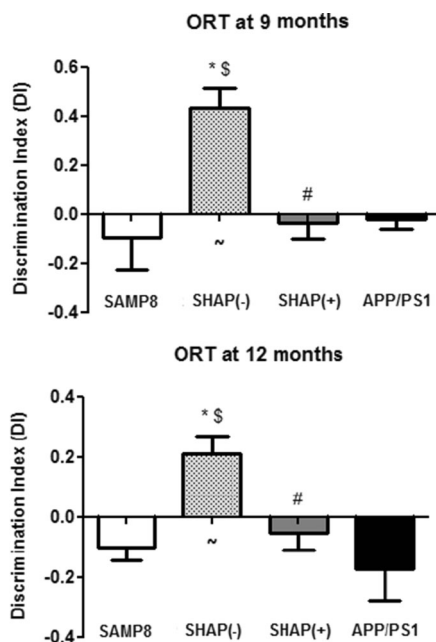 ORT at 9 months
Discrimination Index (DI)
0.6
0.4
0.2
0.0
-0.2
-0.4
* $
#
~
SAMP8 SHAP(-) SHAP(+) APP/PS1
ORT at 12 months
Discrimination Index (DI)
0.4
0.2
0.0
-0.2
-0.4
* $
#
~
SAMP8 SHAP(-) SHAP(+) APP/PS1